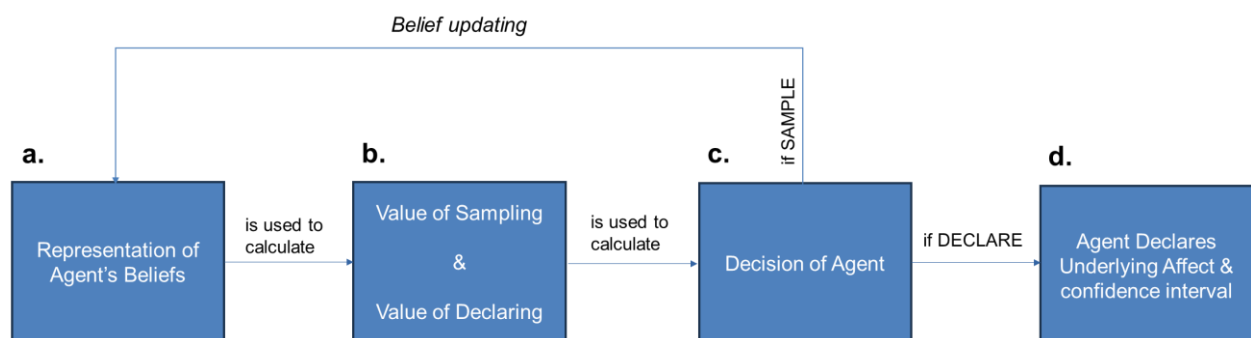 Belief updating
if SAMPLE
a.
b.
c.
d.
Representation of
Agent's Beliefs
is used to
calculate
Value of Sampling
&
Value of Declaring
is used to
calculate
Decision of Agent
if DECLARE
Agent Declares
Underlying Affect &
confidence interval